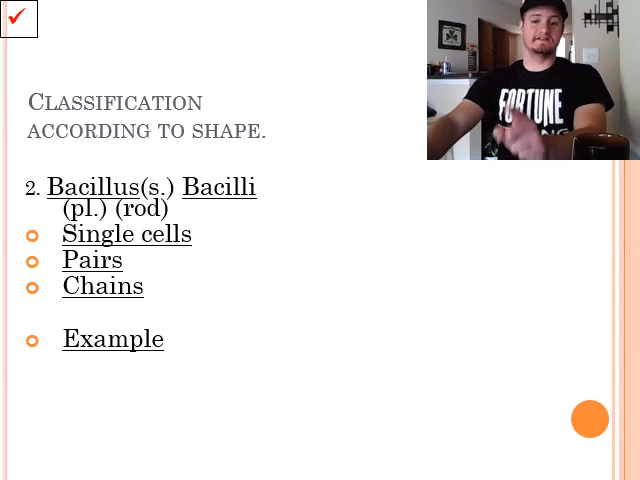 CLASSIFICATION
ACCORDING TO SHAPE.
2. Bacillus(s.) Bacilli
(pl.) (rod)
Single cells
Pairs
Chains
Example
FORTUNE